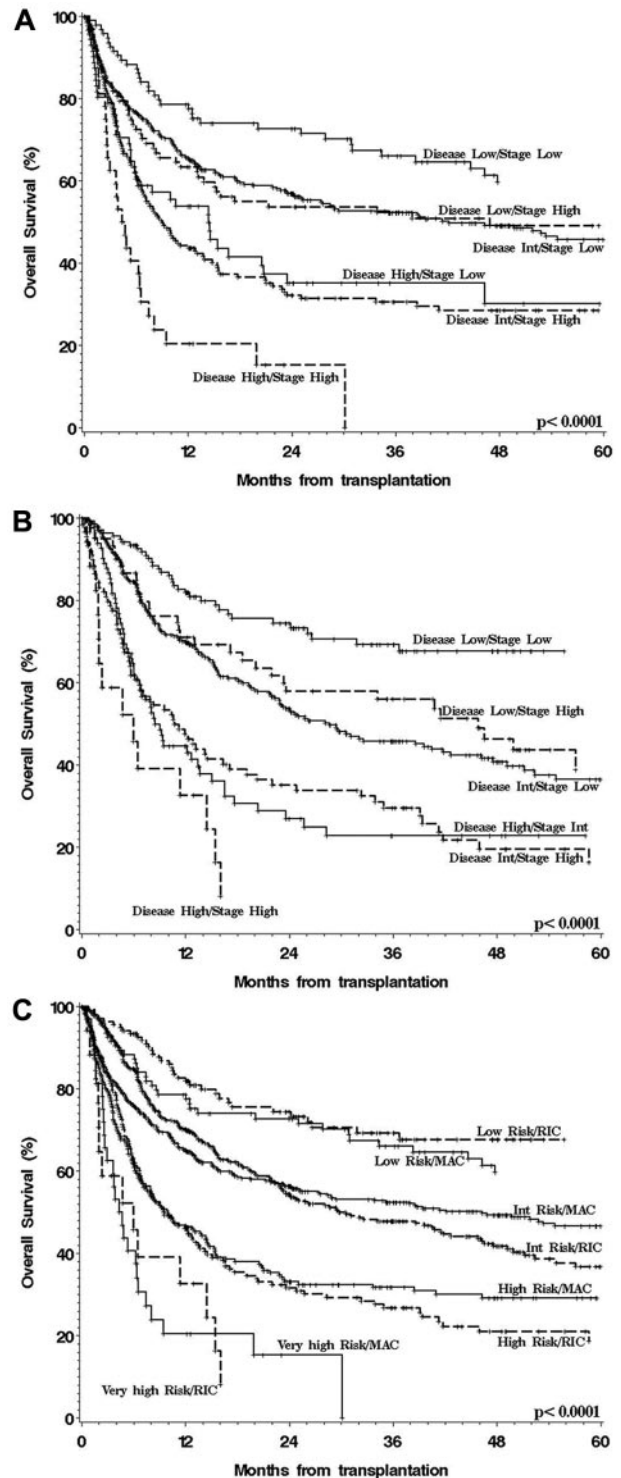 A
Overall Survival (%)
100
80
60
40
20
0
Disease Low/Stage Low
Disease Low/Stage High
Disease Int/Stage Low
Disease High/Stage Low
Disease Int/Stage High
Disease High/Stage High
p< 0.0001
0 12 24 36 48 60
Months from transplantation
B
Overall Survival (%)
100
80
60
40
20
0
Disease Low/Stage Low
Disease Low/Stage High
Disease Int/Stage Low
Disease High/Stage Int
Disease Int/Stage High
Disease High/Stage High
p< 0.0001
0 12 24 36 48 60
Months from transplantation
C
Overall Survival (%)
100
80
60
40
20
0
Low Risk/RIC
Low Risk/MAC
Int Risk/MAC
Int Risk/RIC
High Risk/MAC
High Risk/RIC
Very high Risk/MAC
Very high Risk/RIC
p< 0.0001
0 12 24 36 48 60
Months from transplantation